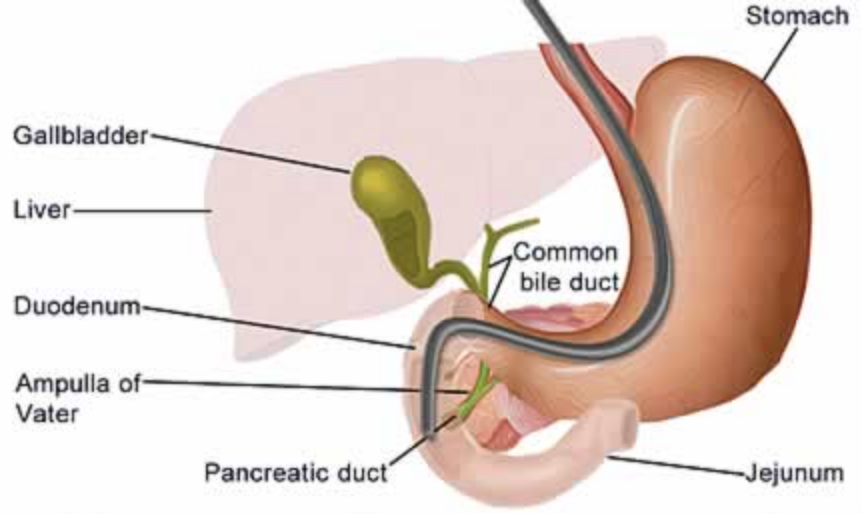 Stomach
Gallbladder
Liver
Common
bile duct
Duodenum
Ampulla of
Vater
Pancreatic duct
Jejunum